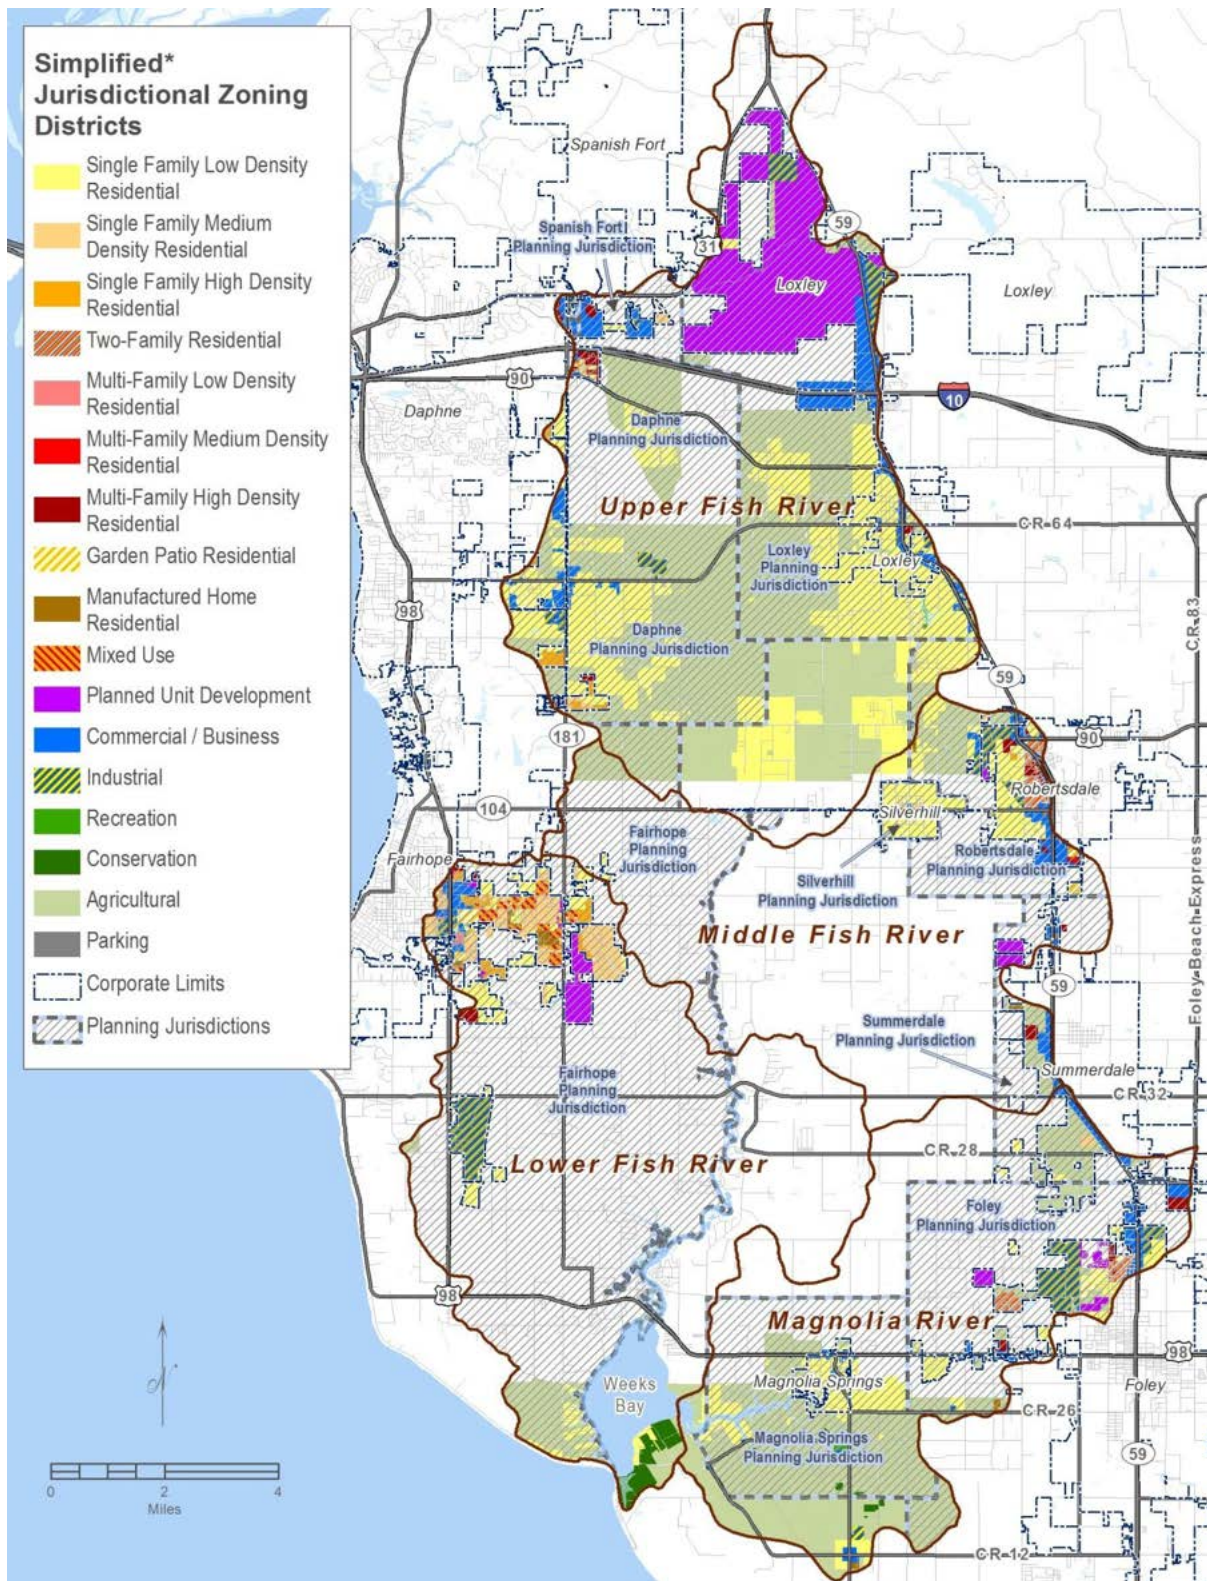 Simplified*
Jurisdictional Zoning
Districts
Single Family Low Density
Residential
Single Family Medium
Density Residential
Single Family High Density
Residential
Two-Family Residential
Multi-Family Low Density
Residential
Multi-Family Medium Density
Residential
Multi-Family High Density
Residential
Garden Patio Residential
Manufactured Home
Residential
Mixed Use
Planned Unit Development
Commercial / Business
Industrial
Recreation
Conservation
Agricultural
Parking
Corporate Limits
Planning Jurisdictions
Spanish Fort
Spanish Fort
Planning Jurisdiction
31
59
Loxley
Loxley
90
10
Daphne
Daphne
Planning Jurisdiction
Upper Fish River
CR 64
Loxley
Planning
Jurisdiction
Loxley
98
CR 83
Daphne
Planning Jurisdiction
59
181
90
Robertsdale
104
Silverhill
Fairhope
Fairhope
Planning
Jurisdiction
Robertsdale
Planning Jurisdiction
Silverhill
Planning Jurisdiction
Foley Beach Express
Middle Fish River
59
Summerdale
Planning Jurisdiction
Summerdale
Fairhope
Planning
Jurisdiction
CR 32
CR 28
Lower Fish River
Foley
Planning Jurisdiction
98
Magnolia River
98
Weeks
Bay
Magnolia Springs
Foley
CR 26
Magnolia Springs
Planning Jurisdiction
59
CR 12
N
0 2 4
Miles